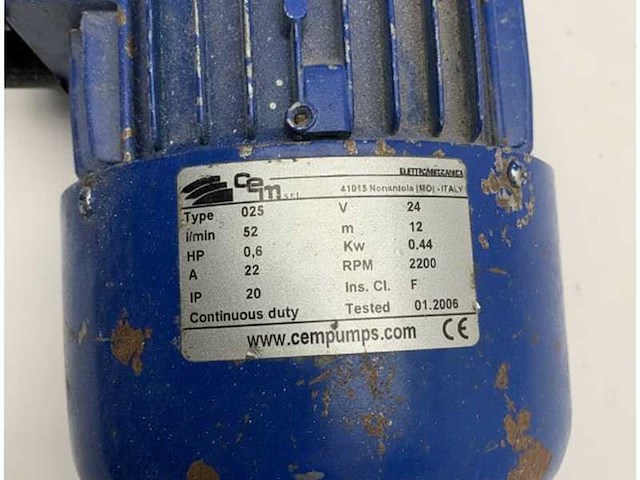 cem S.r.l. ELETTROMECCANICA
41015 Nonantola (MO) - ITALY
Type 025 V 24
l/min 52 m 12
HP 0,6 Kw 0.44
A 22 RPM 2200
IP 20 Ins. Cl. F
Continuous duty Tested 01.2006
www.cempumps.com CE